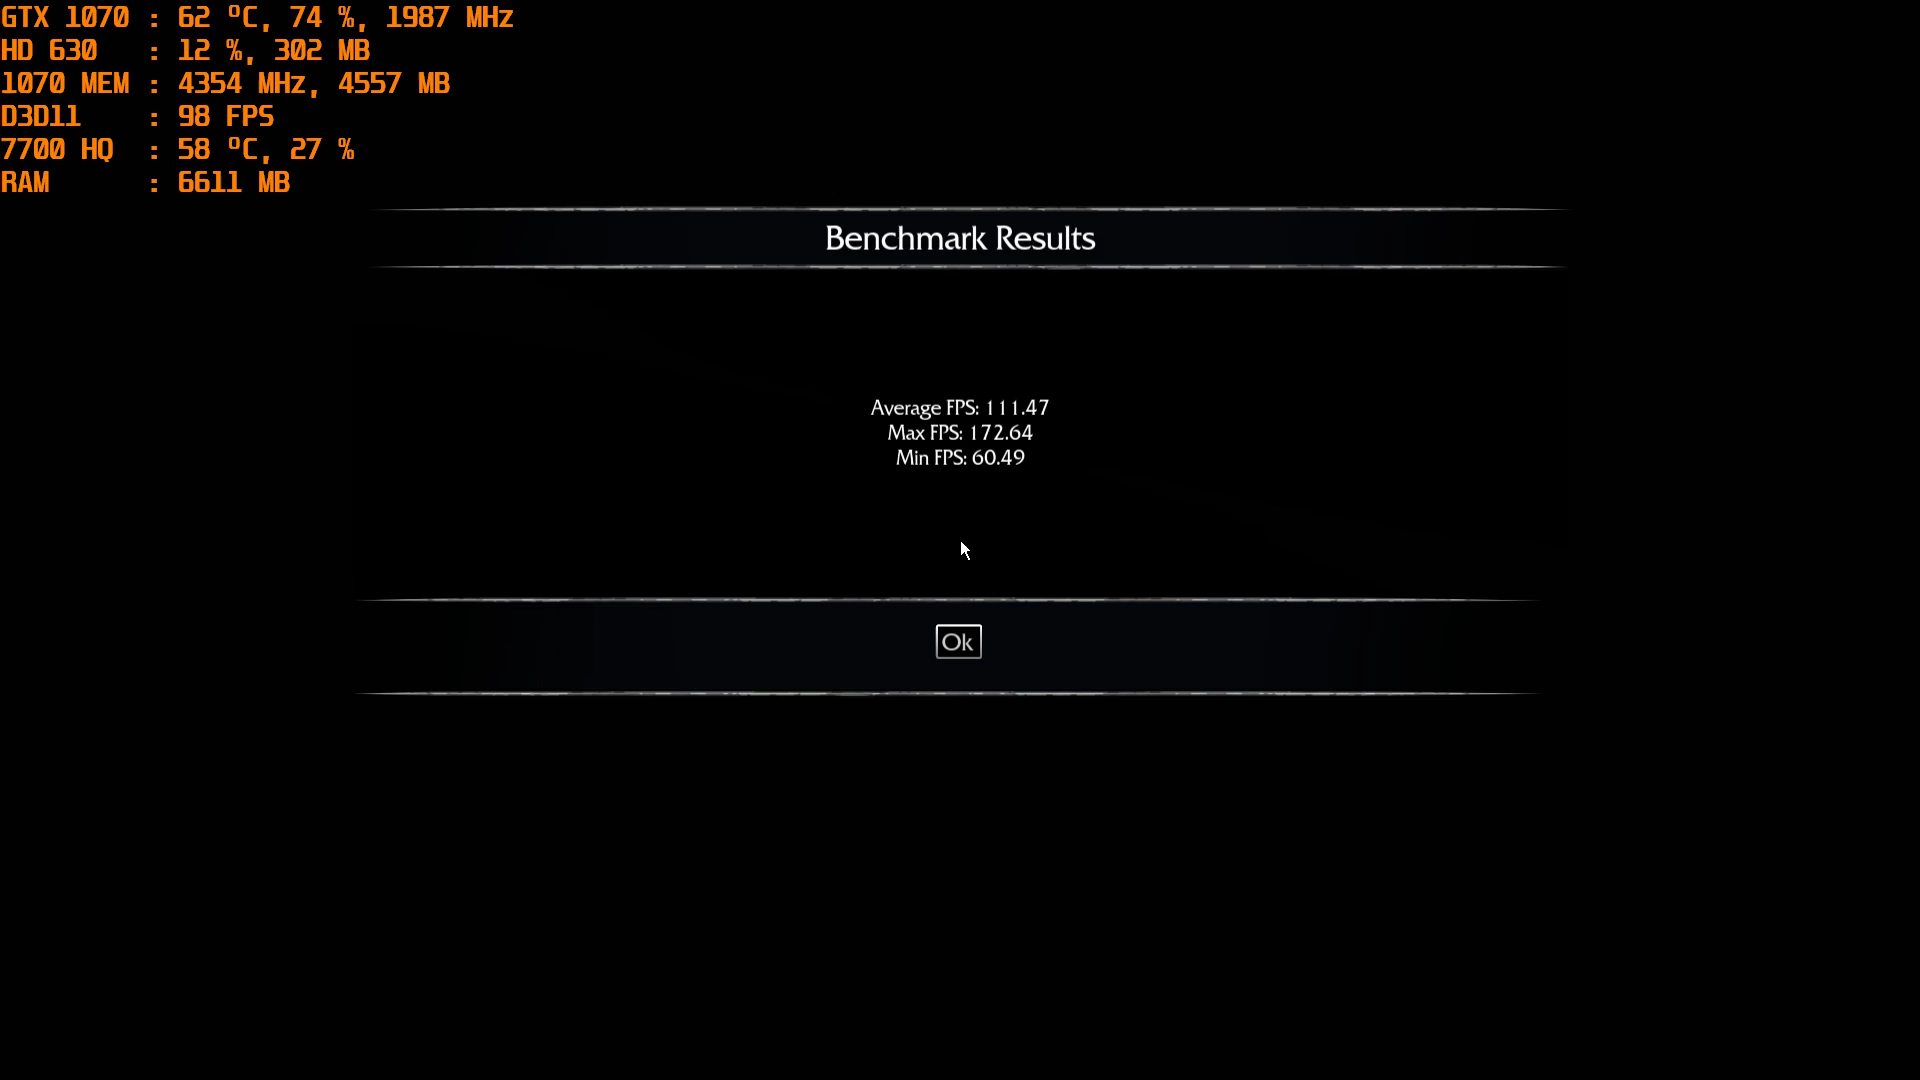 GTX 1070 : 62 ºC, 74 %, 1987 MHz
HD 630 : 12 %, 302 MB
1070 MEM : 4354 MHz, 4557 MB
D3D11 : 98 FPS
7700 HQ : 58 ºC, 27 %
RAM : 6611 MB
Benchmark Results
Average FPS: 111.47
Max FPS: 172.64
Min FPS: 60.49
Ok